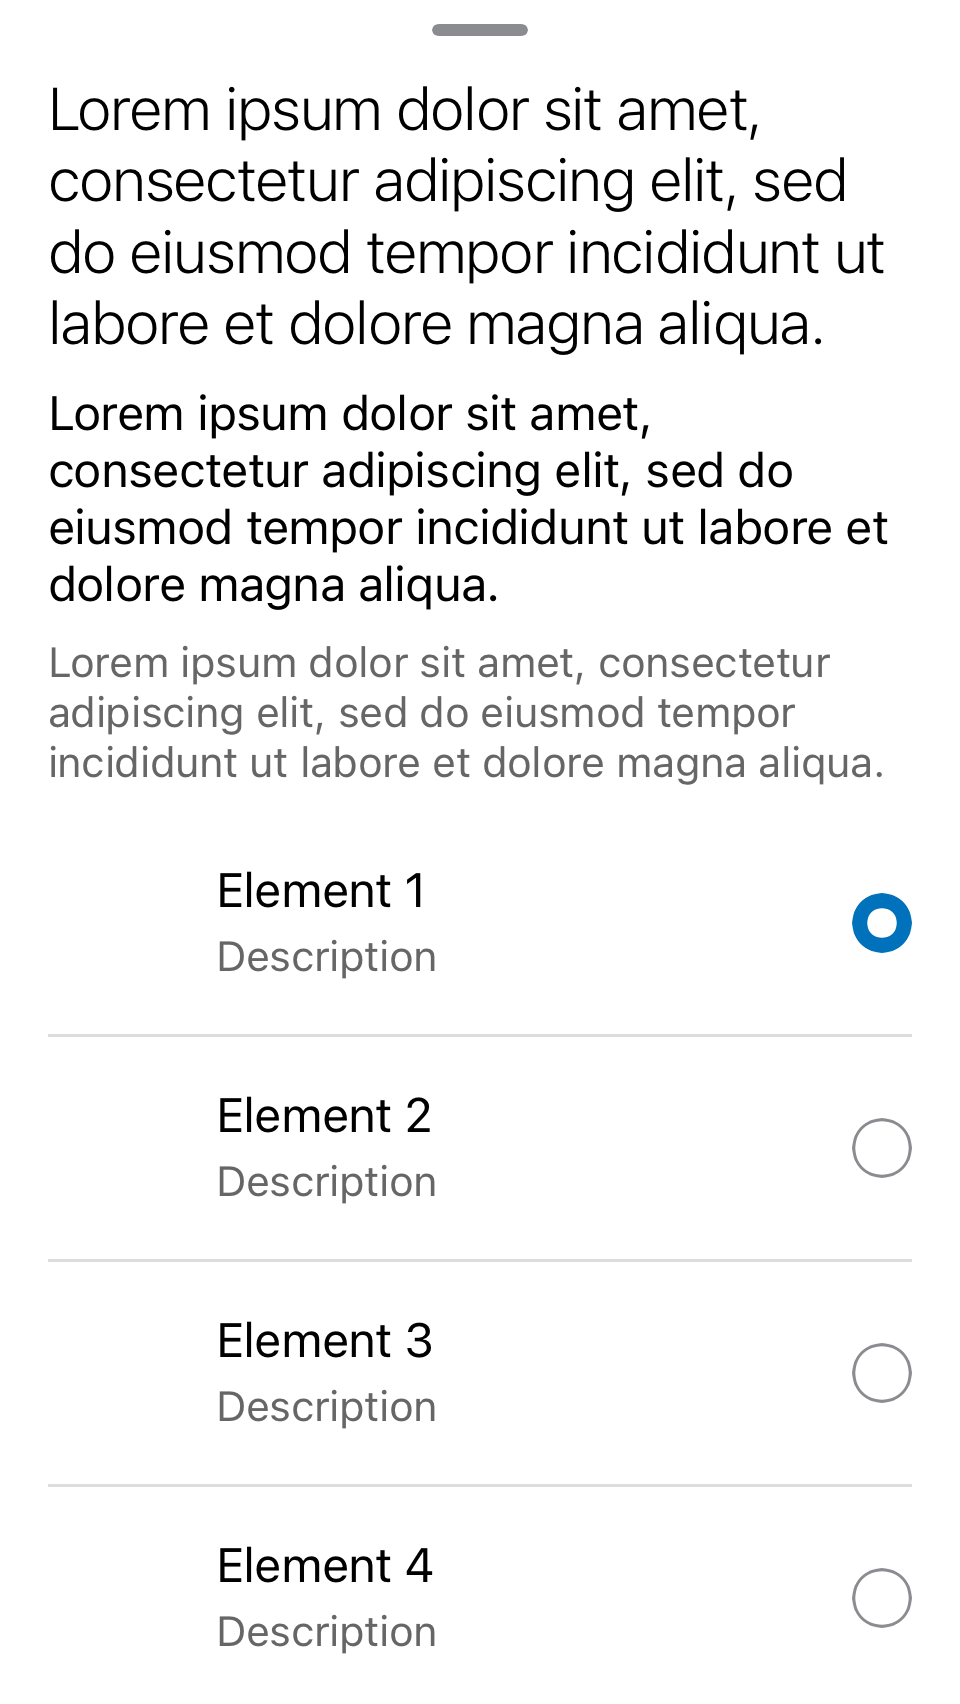 Lorem ipsum dolor sit amet,
consectetur adipiscing elit, sed
do eiusmod tempor incididunt ut
labore et dolore magna aliqua.
Lorem ipsum dolor sit amet,
consectetur adipiscing elit, sed do
eiusmod tempor incididunt ut labore et
dolore magna aliqua.
Lorem ipsum dolor sit amet, consectetur
adipiscing elit, sed do eiusmod tempor
incididunt ut labore et dolore magna aliqua.
Element 1
Description
Element 2
Description
Element 3
Description
Element 4
Description